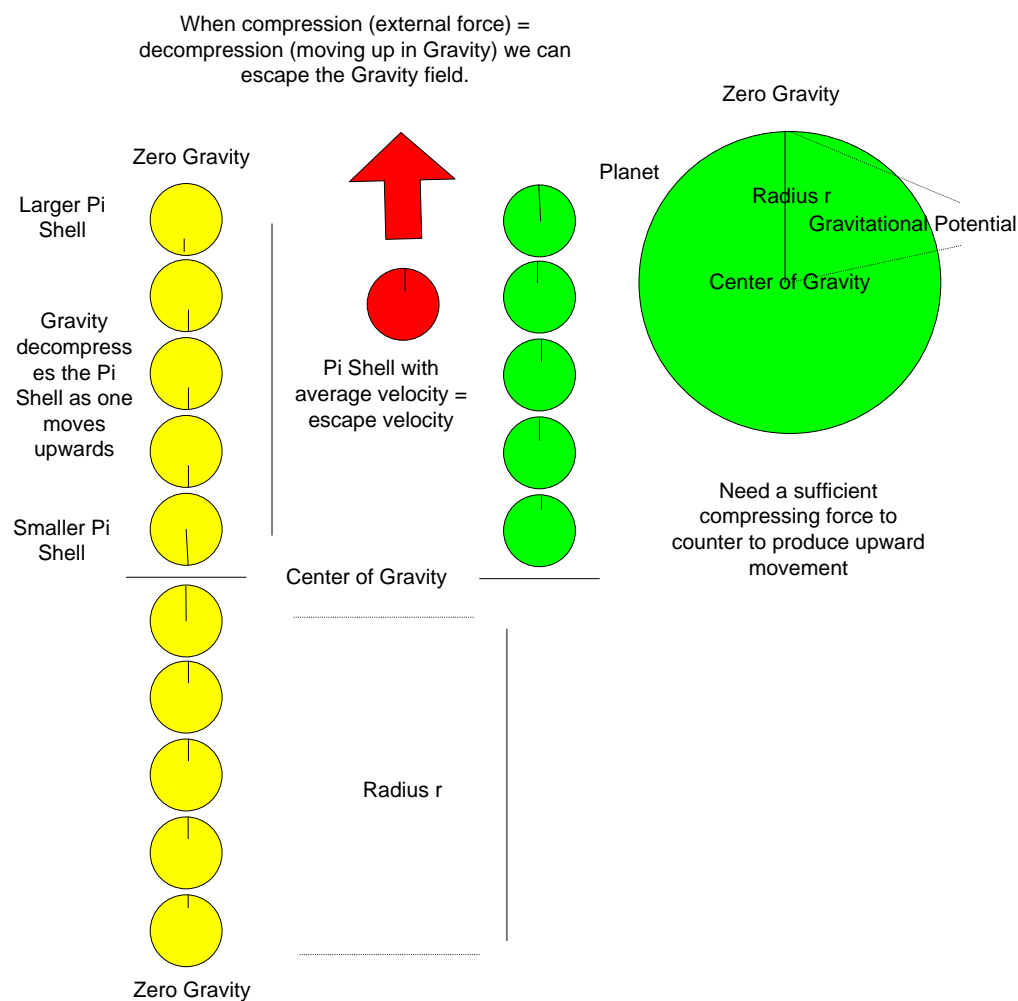 When compression (external force) =
decompression (moving up in Gravity) we can
escape the Gravity field.
Zero Gravity
Zero Gravity
Planet
Larger Pi
Shell
Radius r
Gravitational Potential
Center of Gravity
Gravity
decompress
es the Pi
Shell as one
moves
upwards
Pi Shell with
average velocity =
escape velocity
Smaller Pi
Shell
Need a sufficient
compressing force to
counter to produce upward
movement
Center of Gravity
Radius r
Zero Gravity